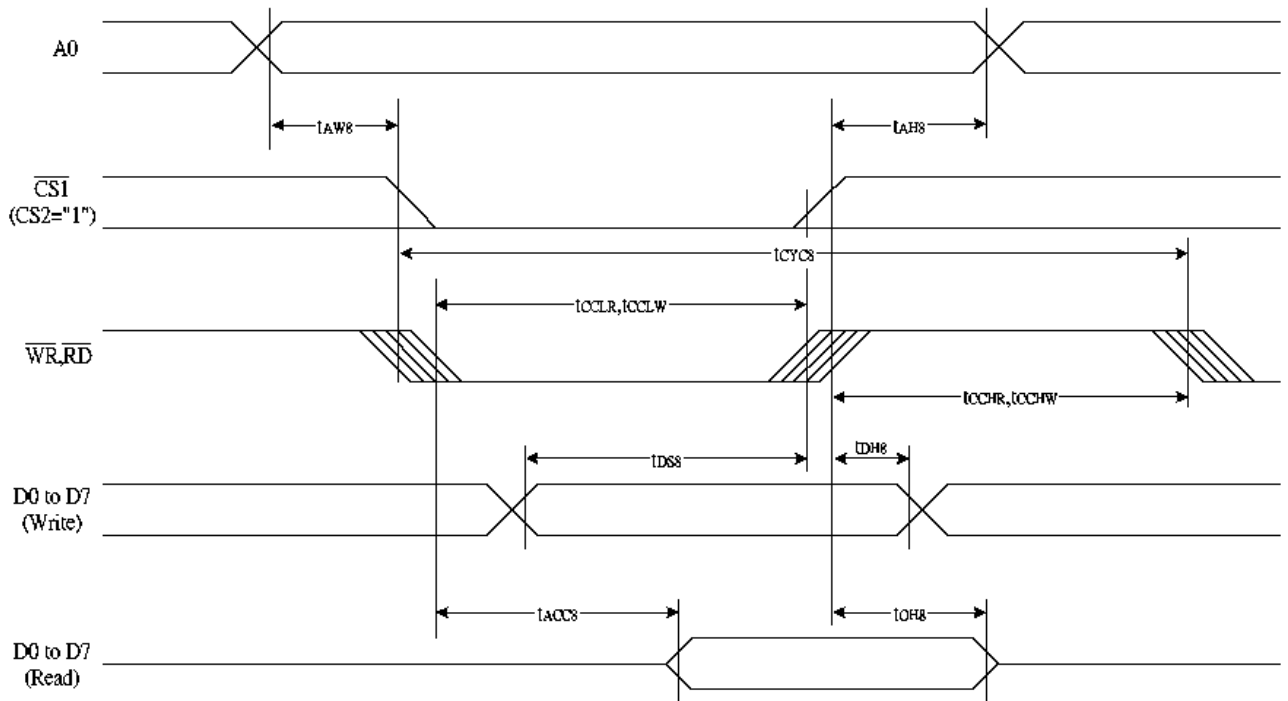 A0
tAW8
tAH8
CS1
(CS2="1")
tCYC8
tCCLR,tCCLW
WR,RD
tCCHR,tCCHW
tDS8
tDH8
D0 to D7
(Write)
tACC8
tOH8
D0 to D7
(Read)